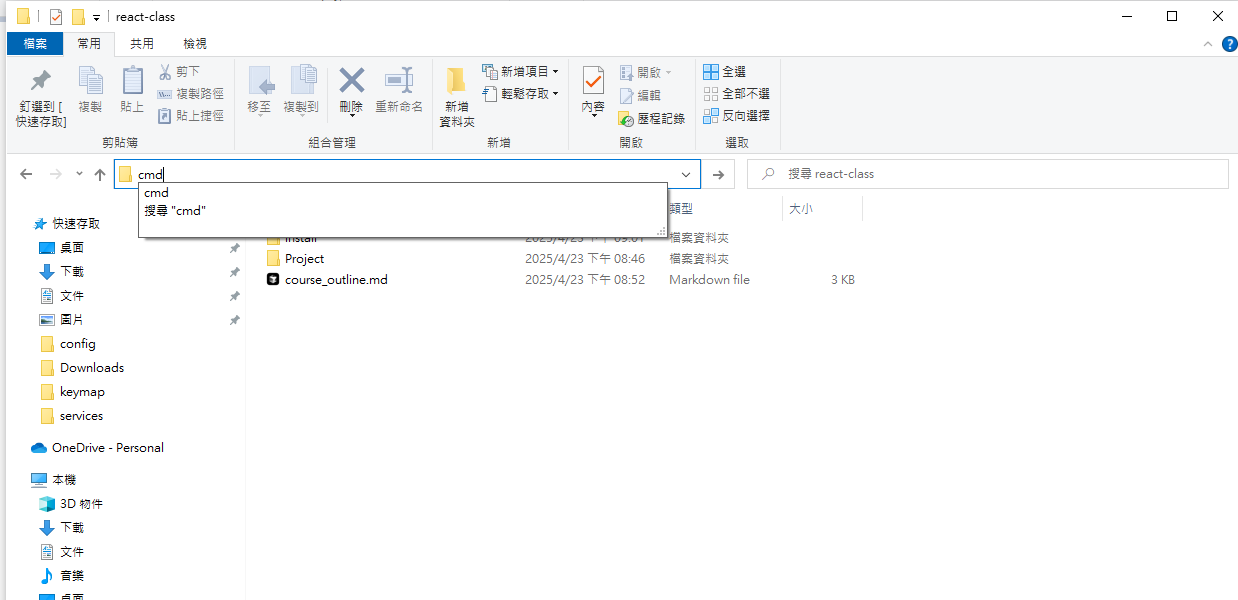 react-class
檔案 常用 共用 檢視
釘選到 [快速存取]
複製
貼上
剪下
複製路徑
貼上捷徑
剪貼簿
移至
複製到
刪除
重新命名
組合管理
新增資料夾
新增項目
輕鬆存取
新增
內容
開啟
編輯
歷程記錄
開啟
全選
全部不選
反向選擇
選取
cmd
搜尋 react-class
cmd
搜尋 "cmd"
類型 大小
Install 2025/4/23 下午 09:01 檔案資料夾
Project 2025/4/23 下午 08:46 檔案資料夾
course_outline.md 2025/4/23 下午 08:52 Markdown file 3 KB
快速存取
桌面
下載
文件
圖片
config
Downloads
keymap
services
OneDrive - Personal
本機
3D 物件
下載
文件
音樂
桌面